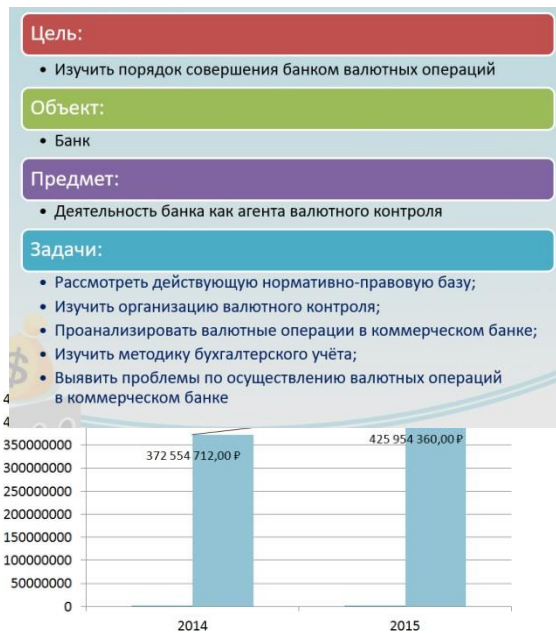 Цель:
• Изучить порядок совершения банком валютных операций
Объект:
• Банк
Предмет:
• Деятельность банка как агента валютного контроля
Задачи:
• Рассмотреть действующую нормативно-правовую базу;
• Изучить организацию валютного контроля;
• Проанализировать валютные операции в коммерческом банке;
• Изучить методику бухгалтерского учёта;
• Выявить проблемы по осуществлению валютных операций
в коммерческом банке
350000000
372 554 712,00 ₽
425 954 360,00 ₽
300000000
250000000
200000000
150000000
100000000
50000000
0
2014
2015